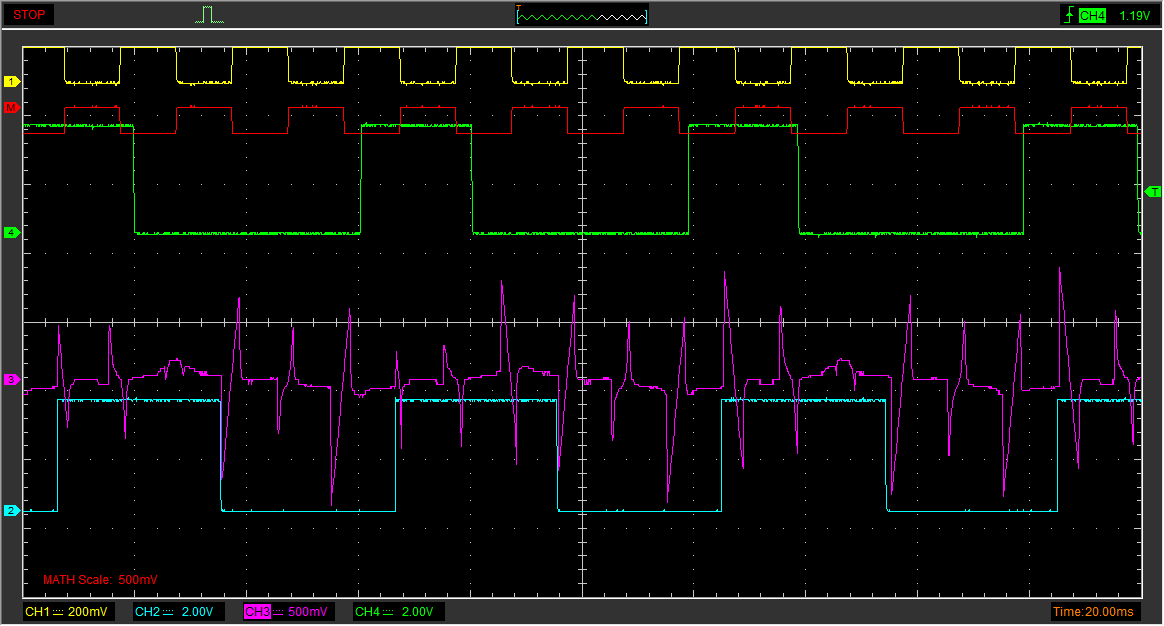 STOP
T
CH4 1.19V
1
M
T
4
3
2
MATH Scale: 500mV
CH1 200mV CH2 2.00V CH3 500mV CH4 2.00V Time:20.00ms